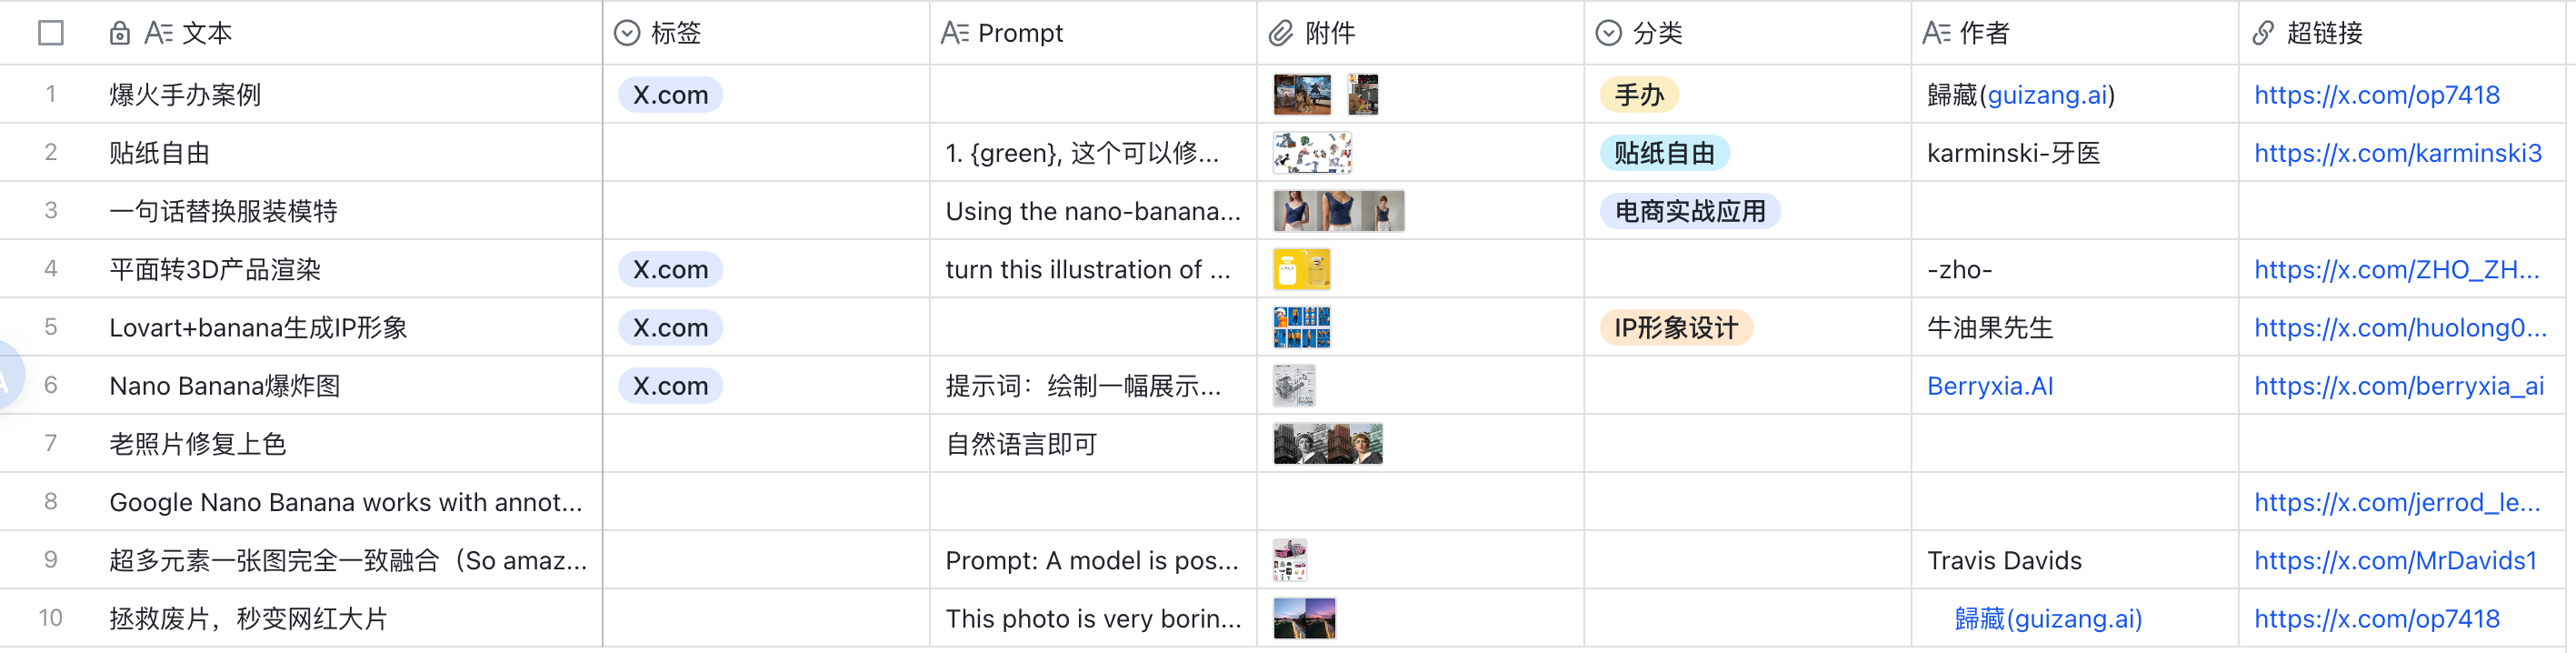 文本 标签 Prompt 附件 分类 作者 超链接
1 爆火手办案例 X.com 手办 歸藏(guizang.ai) https://x.com/op7418
2 贴纸自由 1. {green}, 这个可以修... 贴纸自由 karminski-牙医 https://x.com/karminski3
3 一句话替换服装模特 Using the nano-banana... 电商实战应用
4 平面转3D产品渲染 X.com turn this illustration of ... -zho- https://x.com/ZHO_ZH...
5 Lovart+banana生成IP形象 X.com IP形象设计 牛油果先生 https://x.com/huolong0...
6 Nano Banana爆炸图 X.com 提示词：绘制一幅展示... Berryxia.AI https://x.com/berryxia_ai
7 老照片修复上色 自然语言即可
8 Google Nano Banana works with annot... https://x.com/jerrod_le...
9 超多元素一张图完全一致融合（So amaz... Prompt: A model is pos... Travis Davids https://x.com/MrDavids1
10 拯救废片，秒变网红大片 This photo is very borin... 歸藏(guizang.ai) https://x.com/op7418